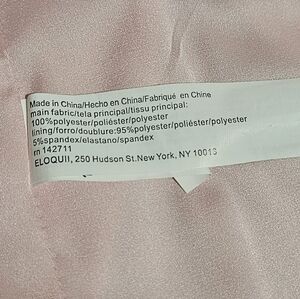 Made in China/Hecho en China/Fabriqué en Chine
main fabric/tela principal/tissu principal:
100%polyester/poliéster/polyester
lining/forro/doublure:95%polyester/poliéster/polyester
5%spandex/elastano/spandex
rn 142711
ELOQUII, 250 Hudson St.New York, NY 10013